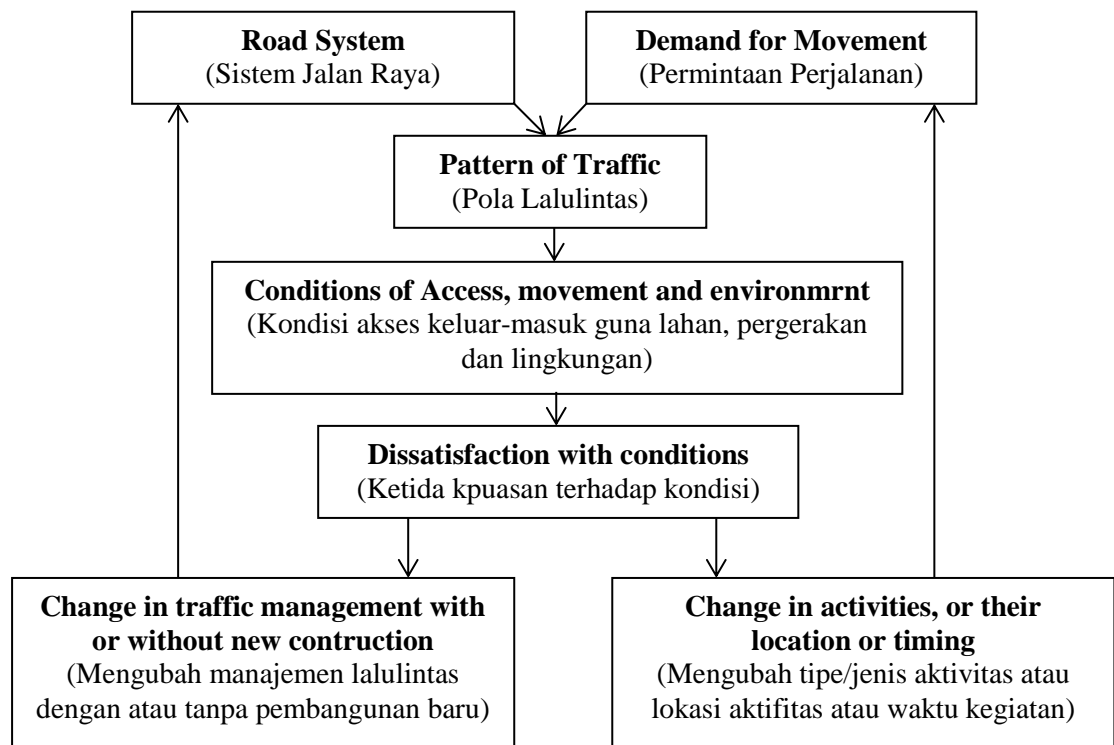 Road System
(Sistem Jalan Raya)
Demand for Movement
(Permintaan Perjalanan)
Pattern of Traffic
(Pola Lalulintas)
Conditions of Access, movement and environmrnt
(Kondisi akses keluar-masuk guna lahan, pergerakan
dan lingkungan)
Dissatisfaction with conditions
(Ketida kpuasan terhadap kondisi)
Change in traffic management with
or without new contruction
(Mengubah manajemen lalulintas
dengan atau tanpa pembangunan baru)
Change in activities, or their
location or timing
(Mengubah tipe/jenis aktivitas atau
lokasi aktifitas atau waktu kegiatan)